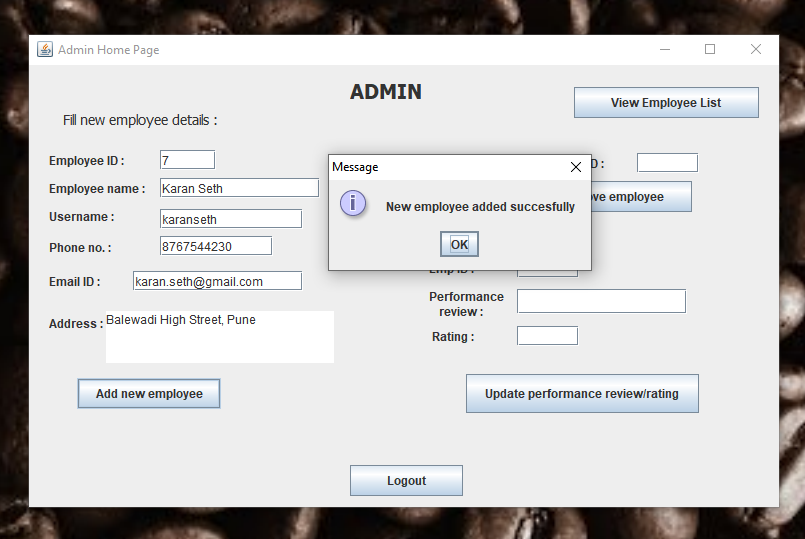 Admin Home Page
ADMIN
View Employee List
Fill new employee details :
Employee ID : 7
Employee name : Karan Seth
Username : karanseth
Phone no. : 8767544230
Email ID : karan.seth@gmail.com
Address : Balewadi High Street, Pune
Add new employee
Message
New employee added succesfully
OK
Emp ID :
Performance
review :
Rating :
Update performance review/rating
Logout
employee